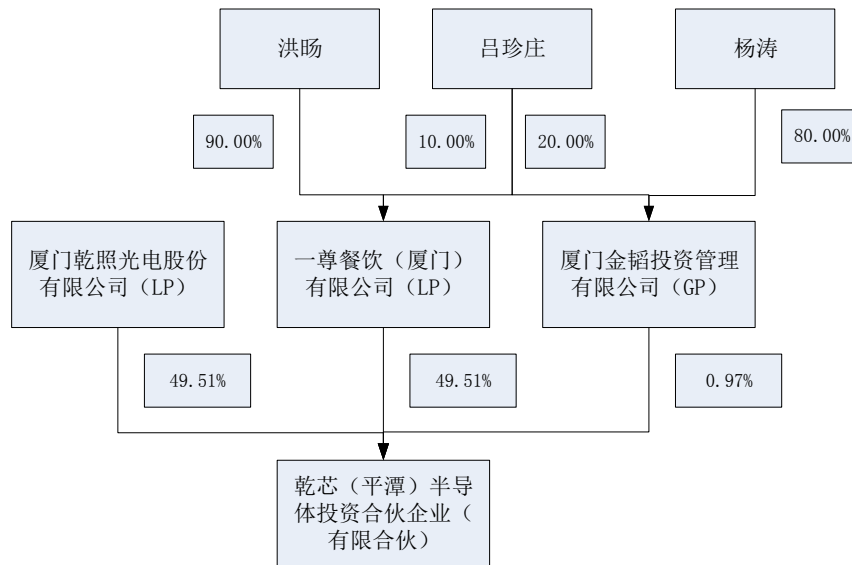 洪旸
吕珍庄
杨涛
90.00%
10.00%
20.00%
80.00%
厦门乾照光电股份
有限公司（LP）
一尊餐饮（厦门）
有限公司（LP）
厦门金韬投资管理
有限公司（GP）
49.51%
49.51%
0.97%
乾芯（平潭）半导
体投资合伙企业（
有限合伙）